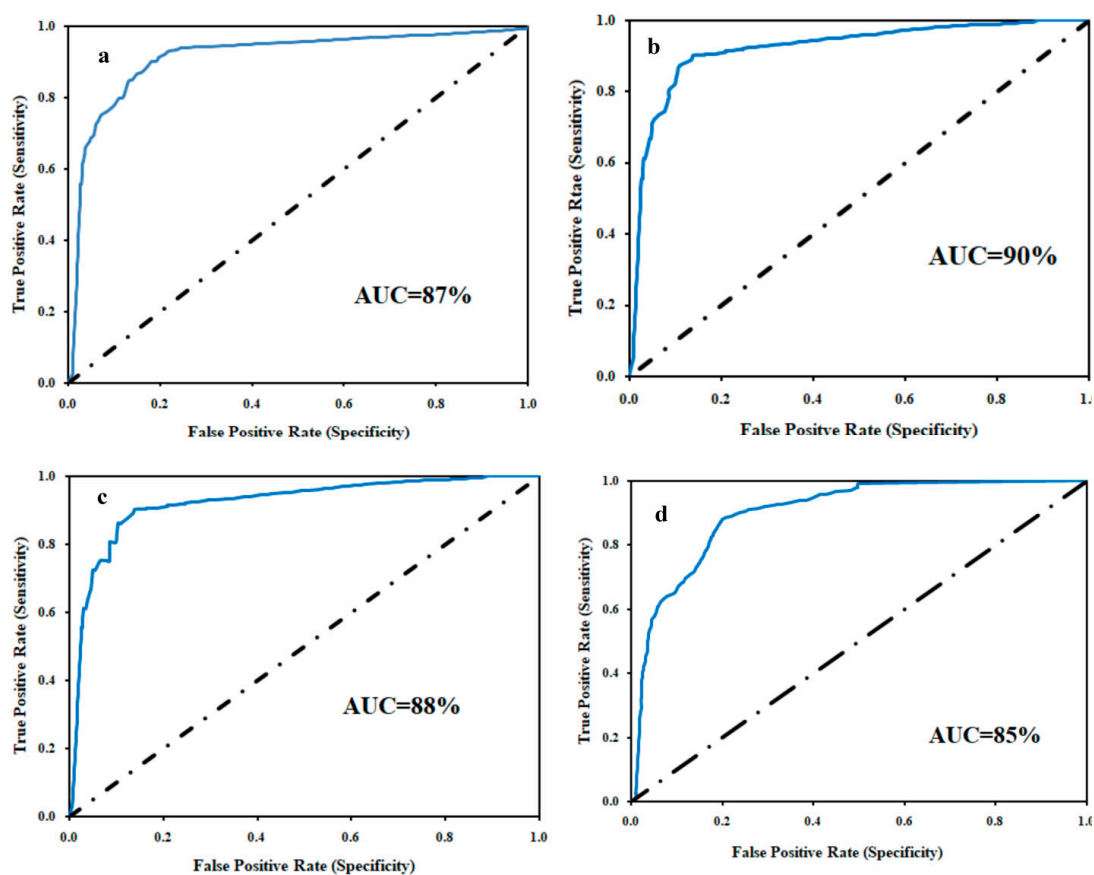 a
1.0
0.8
0.6
0.4
0.2
0.0
True Positive Rate (Sensitivity)
AUC=87%
0.0 0.2 0.4 0.6 0.8 1.0
False Positive Rate (Specificity)
b
1.0
0.8
0.6
0.4
0.2
0.0
True Positive Rtae (Sensitivity)
AUC=90%
0.0 0.2 0.4 0.6 0.8 1.0
False Positve Rate (Specificity)
c
1.0
0.8
0.6
0.4
0.2
0.0
True Positive Rate (Sensitivity)
AUC=88%
0.0 0.2 0.4 0.6 0.8 1.0
False Positive Rate (Specificity)
d
1.0
0.8
0.6
0.4
0.2
0.0
True Positive Rate (Sensitivity)
AUC=85%
0.0 0.2 0.4 0.6 0.8 1.0
False Positive Rate (Specificity)